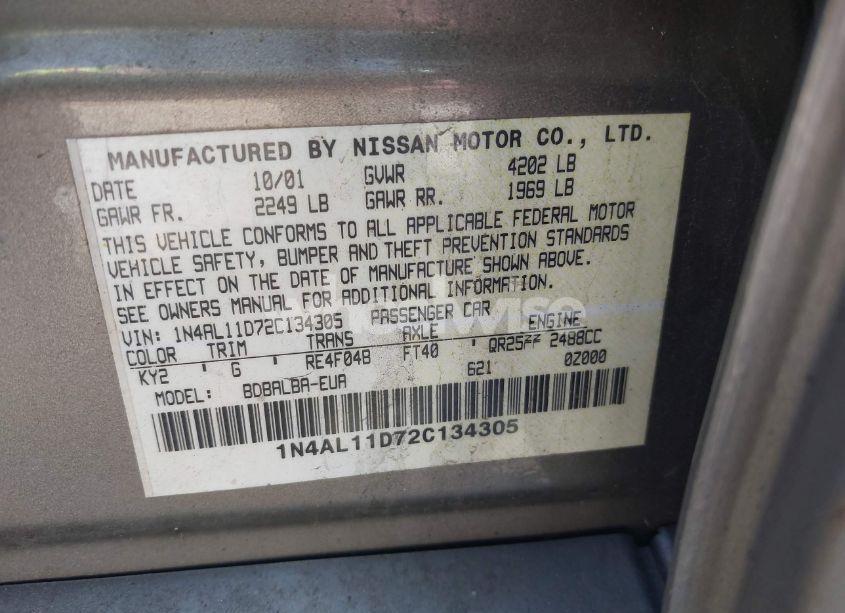 MANUFACTURED BY NISSAN MOTOR CO., LTD.
DATE 10/01 GVWR 4202 LB
GAWR FR. 2249 LB GAWR RR. 1969 LB
THIS VEHICLE CONFORMS TO ALL APPLICABLE FEDERAL MOTOR
VEHICLE SAFETY, BUMPER AND THEFT PREVENTION STANDARDS
IN EFFECT ON THE DATE OF MANUFACTURE SHOWN ABOVE.
SEE OWNERS MANUAL FOR ADDITIONAL INFORMATION.
VIN: 1N4AL11D72C134305 PASSENGER CAR
COLOR TRIM TRANS AXLE ENGINE
KY2 G RE4F04B FT40 QR25 2488CC
MODEL: BDBALBA-EUA 621 0Z000
1N4AL11D72C134305